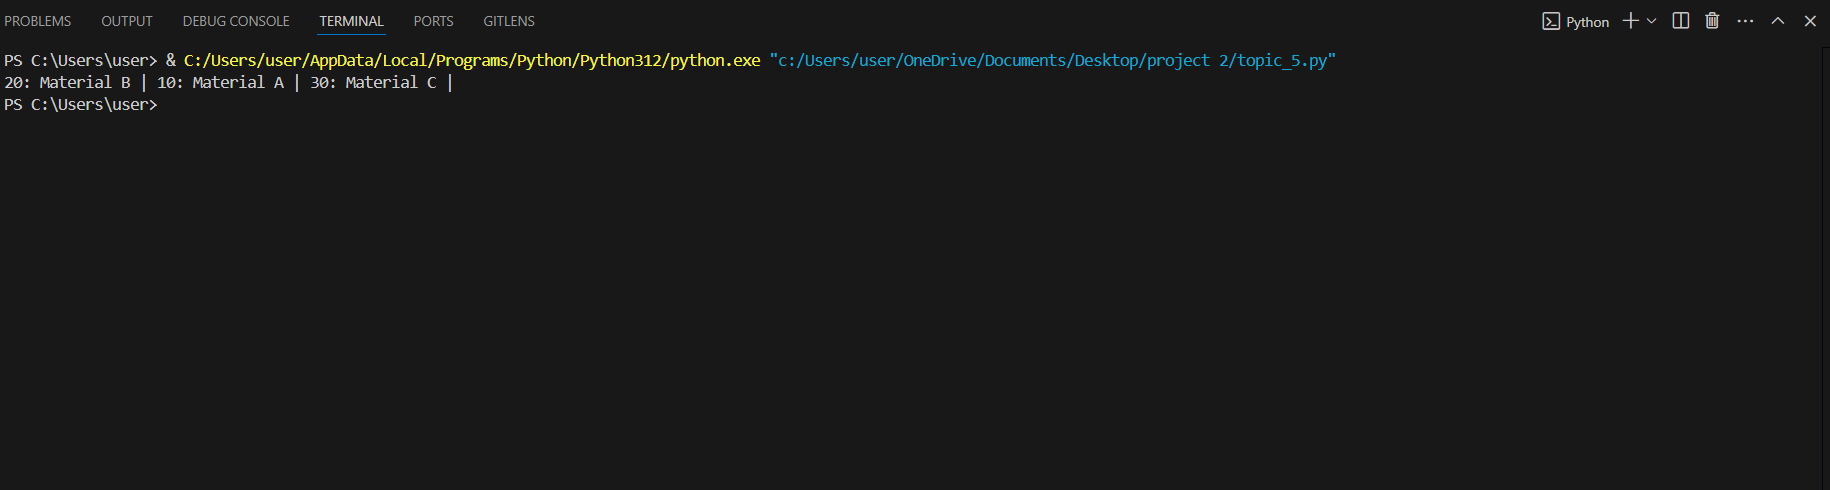 PROBLEMS OUTPUT DEBUG CONSOLE TERMINAL PORTS GITLENS Python
PS C:\Users\user> & C:/Users/user/AppData/Local/Programs/Python/Python312/python.exe "c:/Users/user/OneDrive/Documents/Desktop/project 2/topic_5.py"
20: Material B | 10: Material A | 30: Material C |
PS C:\Users\user>